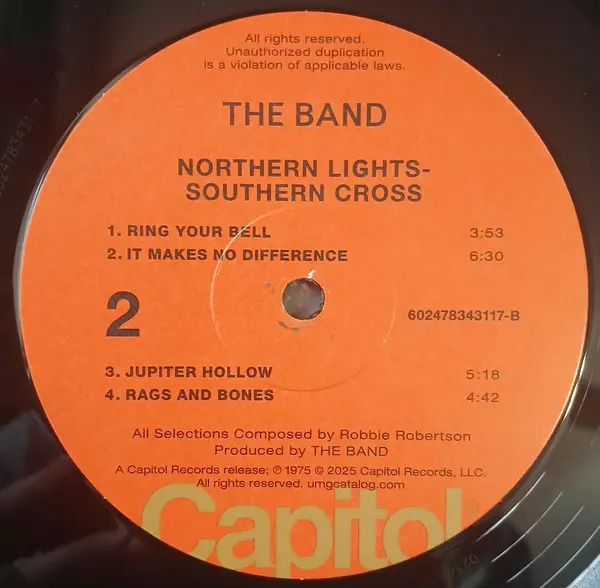 All rights reserved.
Unauthorized duplication
is a violation of applicable laws.
THE BAND
NORTHERN LIGHTS-
SOUTHERN CROSS
1. RING YOUR BELL 3:53
2. IT MAKES NO DIFFERENCE 6:30
2
602478343117-B
3. JUPITER HOLLOW 5:18
4. RAGS AND BONES 4:42
All Selections Composed by Robbie Robertson
Produced by THE BAND
A Capitol Records release; ℗ 1975 © 2025 Capitol Records, LLC.
All rights reserved. umgcatalog.com
Capitol®